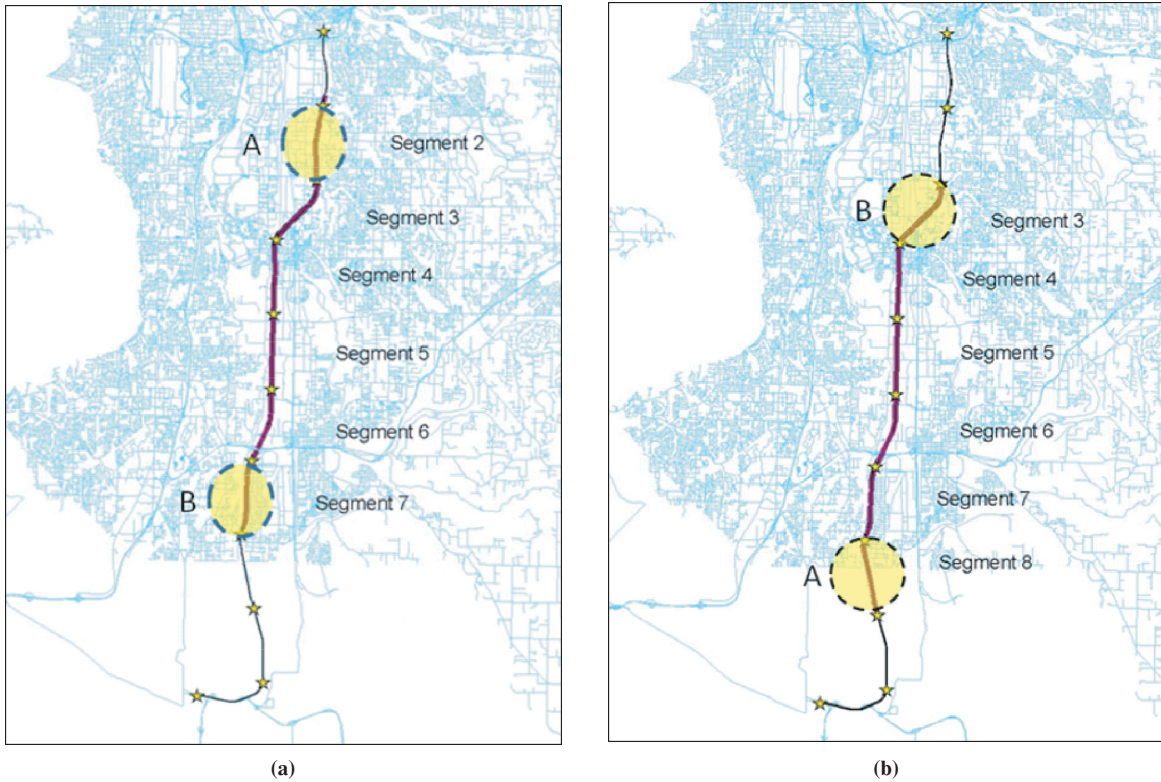 A
Segment 2
Segment 3
Segment 4
Segment 5
Segment 6
B
Segment 7
(a)
B
Segment 3
Segment 4
Segment 5
Segment 6
Segment 7
A
Segment 8
(b)